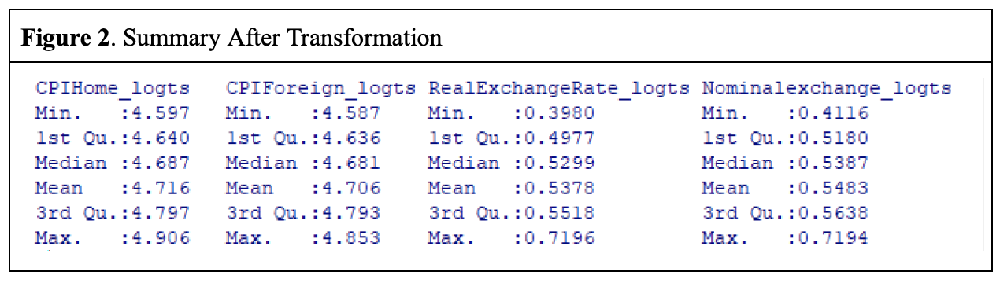 Figure 2. Summary After Transformation
CPIHome_logts CPIForeign_logts RealExchangeRate_logts Nominalexchange_logts
Min. :4.597 Min. :4.587 Min. :0.3980 Min. :0.4116
1st Qu.:4.640 1st Qu.:4.636 1st Qu.:0.4977 1st Qu.:0.5180
Median :4.687 Median :4.681 Median :0.5299 Median :0.5387
Mean :4.716 Mean :4.706 Mean :0.5378 Mean :0.5483
3rd Qu.:4.797 3rd Qu.:4.793 3rd Qu.:0.5518 3rd Qu.:0.5638
Max. :4.906 Max. :4.853 Max. :0.7196 Max. :0.7194